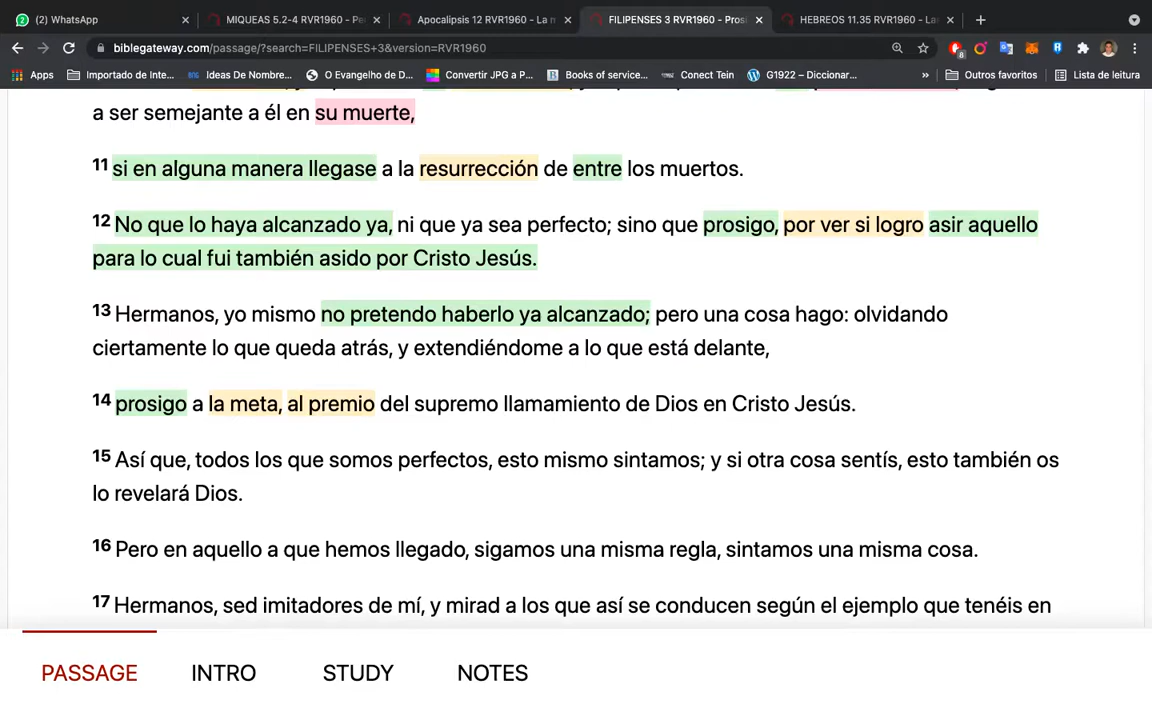 (2) WhatsApp
MIQUEAS 5.2-4 RVR1960 - Pe
Apocalipsis 12 RVR1960 - La n
FILIPENSES 3 RVR1960 - Prosi
HEBREOS 11.35 RVR1960 - La
biblegateway.com/passage/?search=FILIPENSES+3&version=RVR1960
Apps Importado de Inte... Ideas De Nombre... O Evangelho de D... Convertir JPG a P... Books of service... Conect Tein G1922 – Diccionar... » Outros favoritos Lista de leitura
a ser semejante a él en su muerte,
11 si en alguna manera llegase a la resurrección de entre los muertos.
12 No que lo haya alcanzado ya, ni que ya sea perfecto; sino que prosigo, por ver si logro asir aquello
para lo cual fui también asido por Cristo Jesús.
13 Hermanos, yo mismo no pretendo haberlo ya alcanzado; pero una cosa hago: olvidando
ciertamente lo que queda atrás, y extendiéndome a lo que está delante,
14 prosigo a la meta, al premio del supremo llamamiento de Dios en Cristo Jesús.
15 Así que, todos los que somos perfectos, esto mismo sintamos; y si otra cosa sentís, esto también os
lo revelará Dios.
16 Pero en aquello a que hemos llegado, sigamos una misma regla, sintamos una misma cosa.
17 Hermanos, sed imitadores de mí, y mirad a los que así se conducen según el ejemplo que tenéis en
PASSAGE INTRO STUDY NOTES